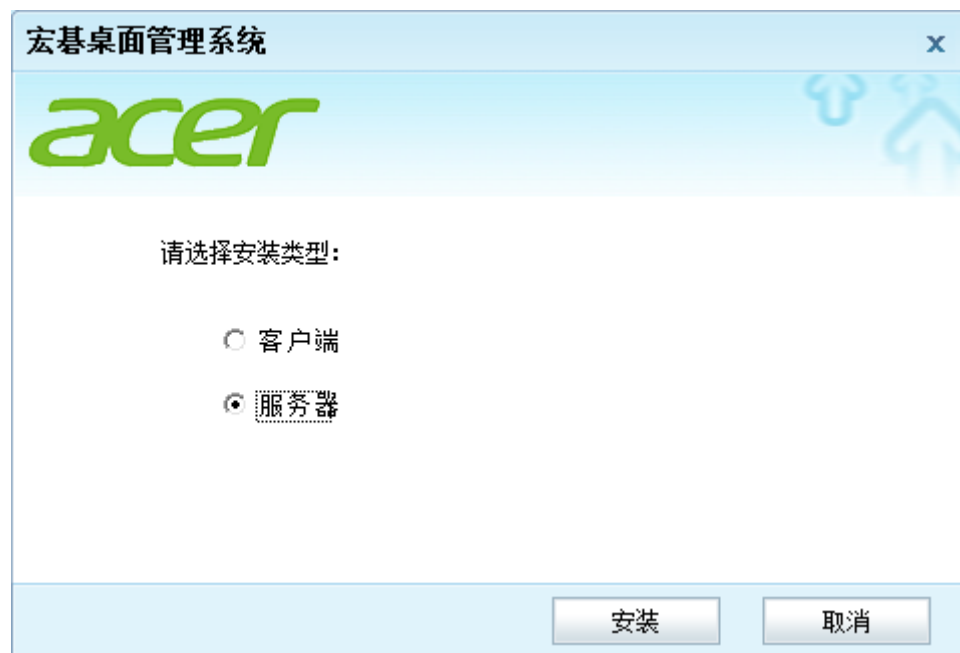 宏碁桌面管理系统
x
acer
请选择安装类型：
客户端
服务器
安装 取消